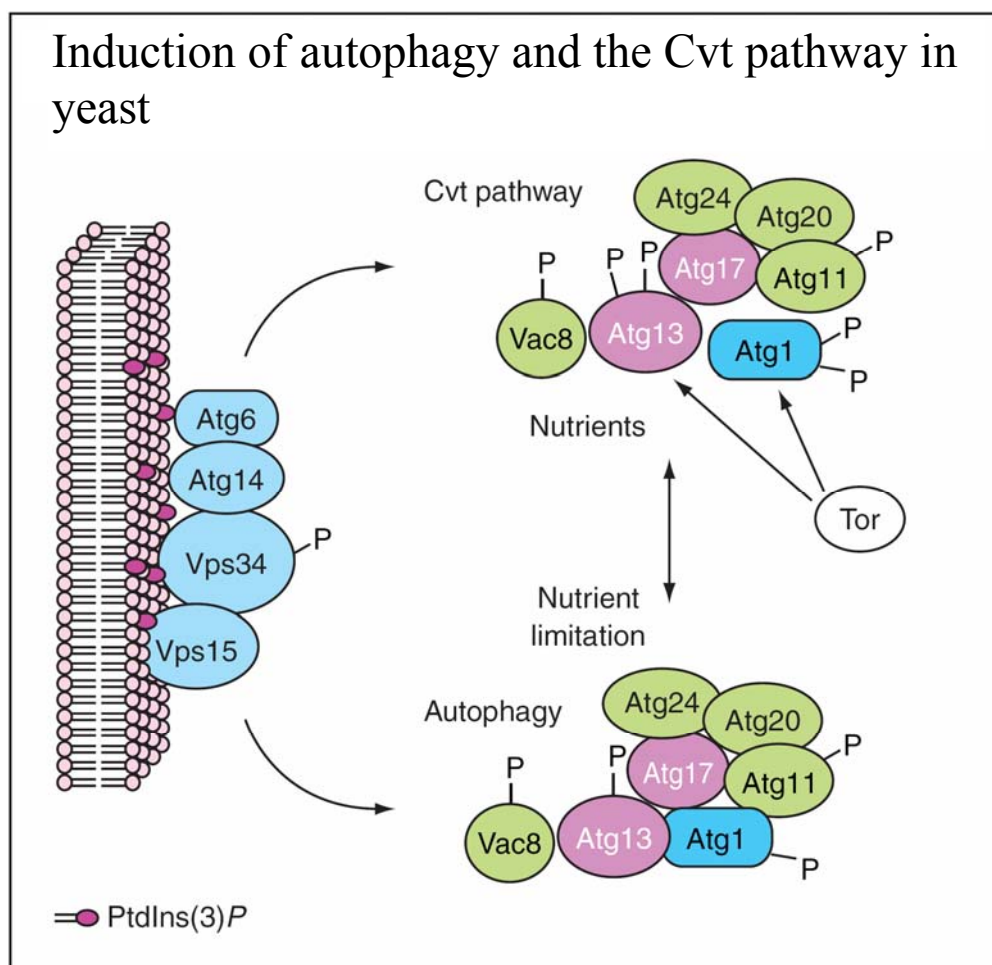 Induction of autophagy and the Cvt pathway in
yeast
Cvt pathway
Atg24
Atg20
Atg17
Atg11
P
P
P
P
Vac8
Atg13
Atg1
P
P
Nutrients
Tor
Atg6
Atg14
Vps34
P
Vps15
Nutrient
limitation
Autophagy
Atg24
Atg20
Atg17
Atg11
P
P
P
Vac8
Atg13
Atg1
P
PtdIns(3)P